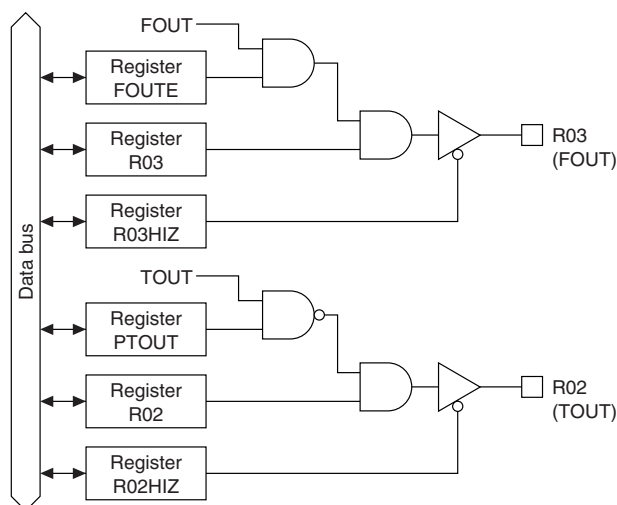 FOUT
Register
FOUTE
Register
R03
R03
(FOUT)
Register
R03HIZ
Data bus
TOUT
Register
PTOUT
Register
R02
R02
(TOUT)
Register
R02HIZ